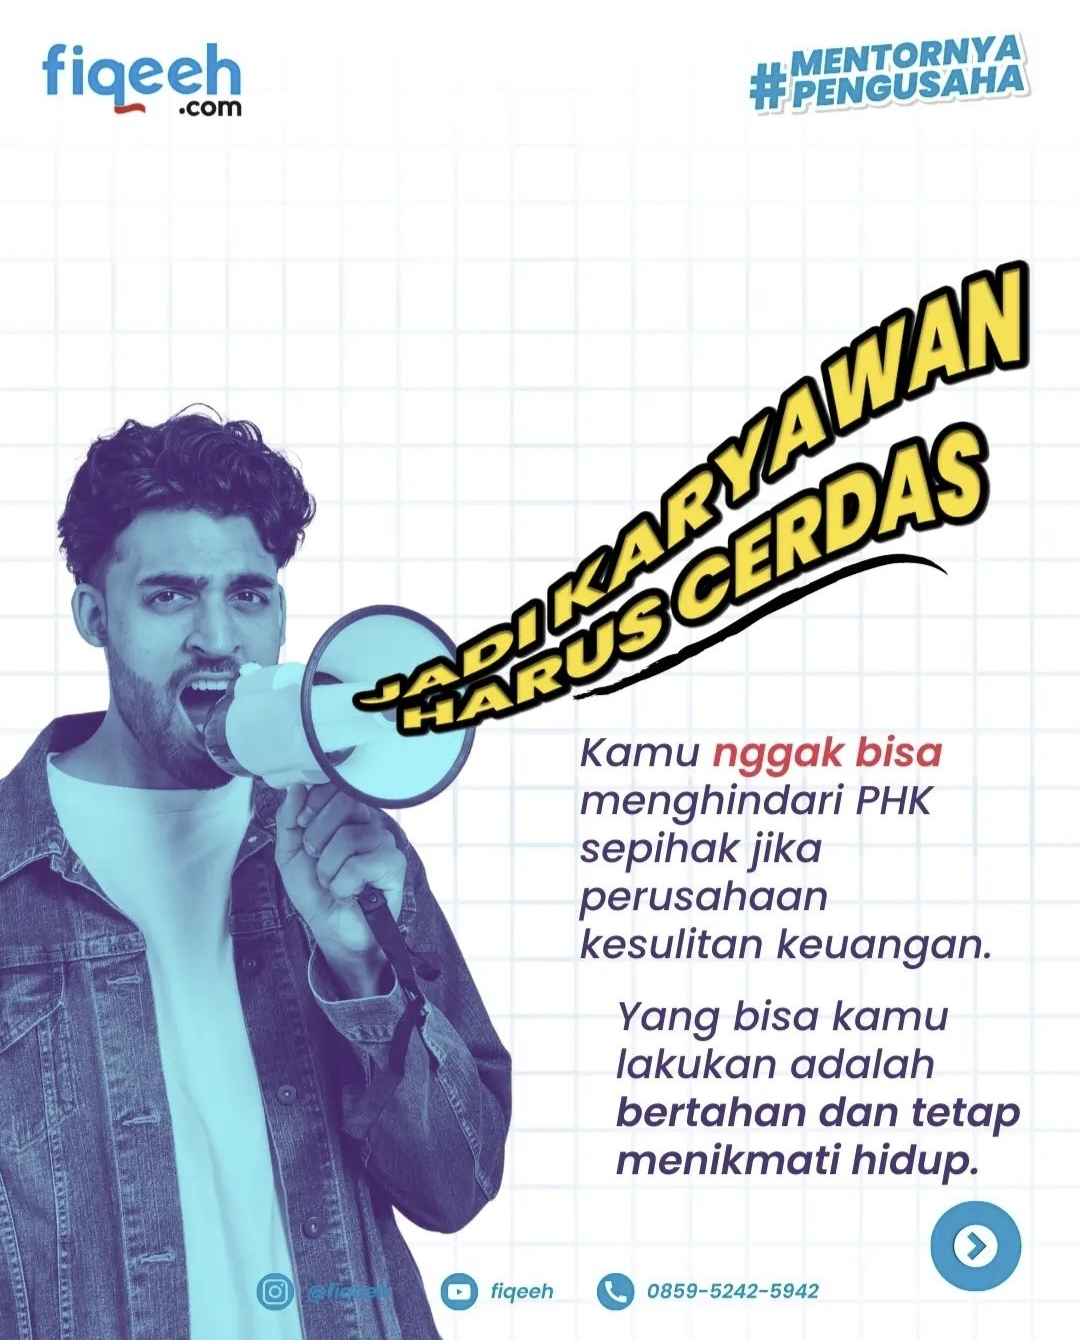 fiqeeh
.com
#MENTORNYA
PENGUSAHA
JADI KARYAWAN
HARUS CERDAS
Kamu nggak bisa
menghindari PHK
sepihak jika
perusahaan
kesulitan keuangan.
Yang bisa kamu
lakukan adalah
bertahan dan tetap
menikmati hidup.
@fiqeeh
fiqeeh
0859-5242-5942